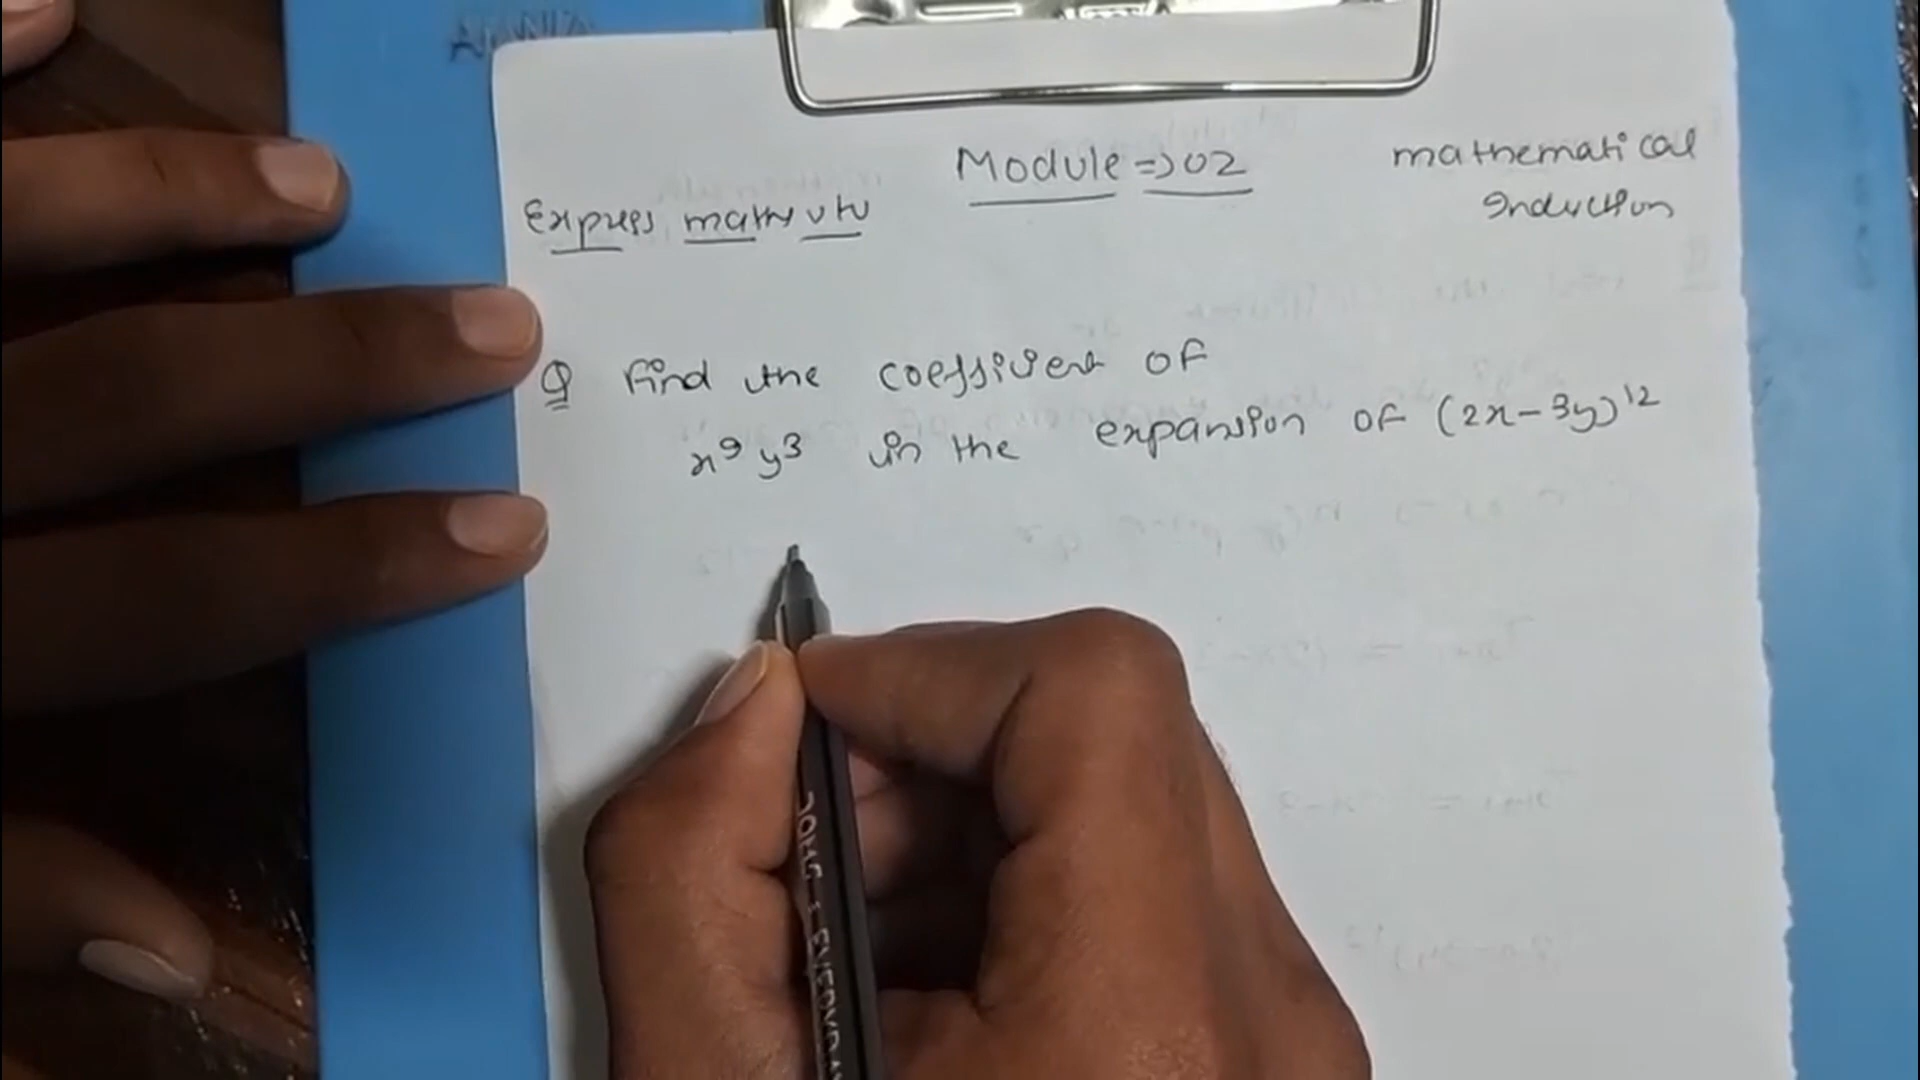 Module => 02
mathematical
Induction
Express maths vtu
Q Find the coefficient of
x⁹ y³ in the expansion of (2x-3y)¹²